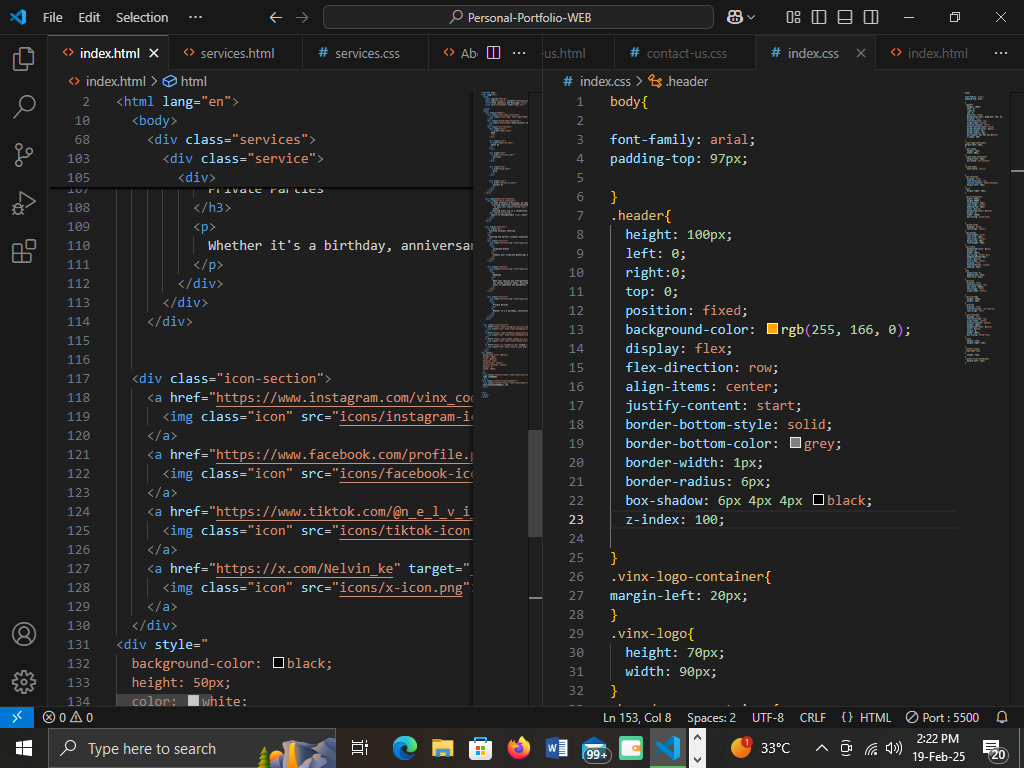 File Edit Selection ··· Personal-Portfolio-WEB
index.html services.html services.css Ab ··· -us.html contact-us.css index.css index.html ···
index.html > html
2 <html lang="en">
10 <body>
68 <div class="services">
103 <div class="service">
105 <div>
107 Private Parties
108 </h3>
109 <p>
110 Whether it's a birthday, anniversar
111 </p>
112 </div>
113 </div>
114 </div>
115
116
117 <div class="icon-section">
118 <a href="https://www.instagram.com/vinx_coo
119 <img class="icon" src="icons/instagram-ic
120 </a>
121 <a href="https://www.facebook.com/profile.p
122 <img class="icon" src="icons/facebook-ico
123 </a>
124 <a href="https://www.tiktok.com/@n_e_l_v_i_
125 <img class="icon" src="icons/tiktok-icon.
126 </a>
127 <a href="https://x.com/Nelvin_ke" target="_
128 <img class="icon" src="icons/x-icon.png"
129 </a>
130 </div>
131 <div style="
132 background-color: black;
133 height: 50px;
134 color: white;
index.css > .header
1 body{
2
3 font-family: arial;
4 padding-top: 97px;
5
6 }
7 .header{
8 height: 100px;
9 left: 0;
10 right:0;
11 top: 0;
12 position: fixed;
13 background-color: rgb(255, 166, 0);
14 display: flex;
15 flex-direction: row;
16 align-items: center;
17 justify-content: start;
18 border-bottom-style: solid;
19 border-bottom-color: grey;
20 border-width: 1px;
21 border-radius: 6px;
22 box-shadow: 6px 4px 4px black;
23 z-index: 100;
24
25 }
26 .vinx-logo-container{
27 margin-left: 20px;
28 }
29 .vinx-logo{
30 height: 70px;
31 width: 90px;
32 }
0 0 Ln 153, Col 8 Spaces: 2 UTF-8 CRLF {} HTML Port : 5500
Type here to search 99+ 1 33°C 2:22 PM 20
19-Feb-25